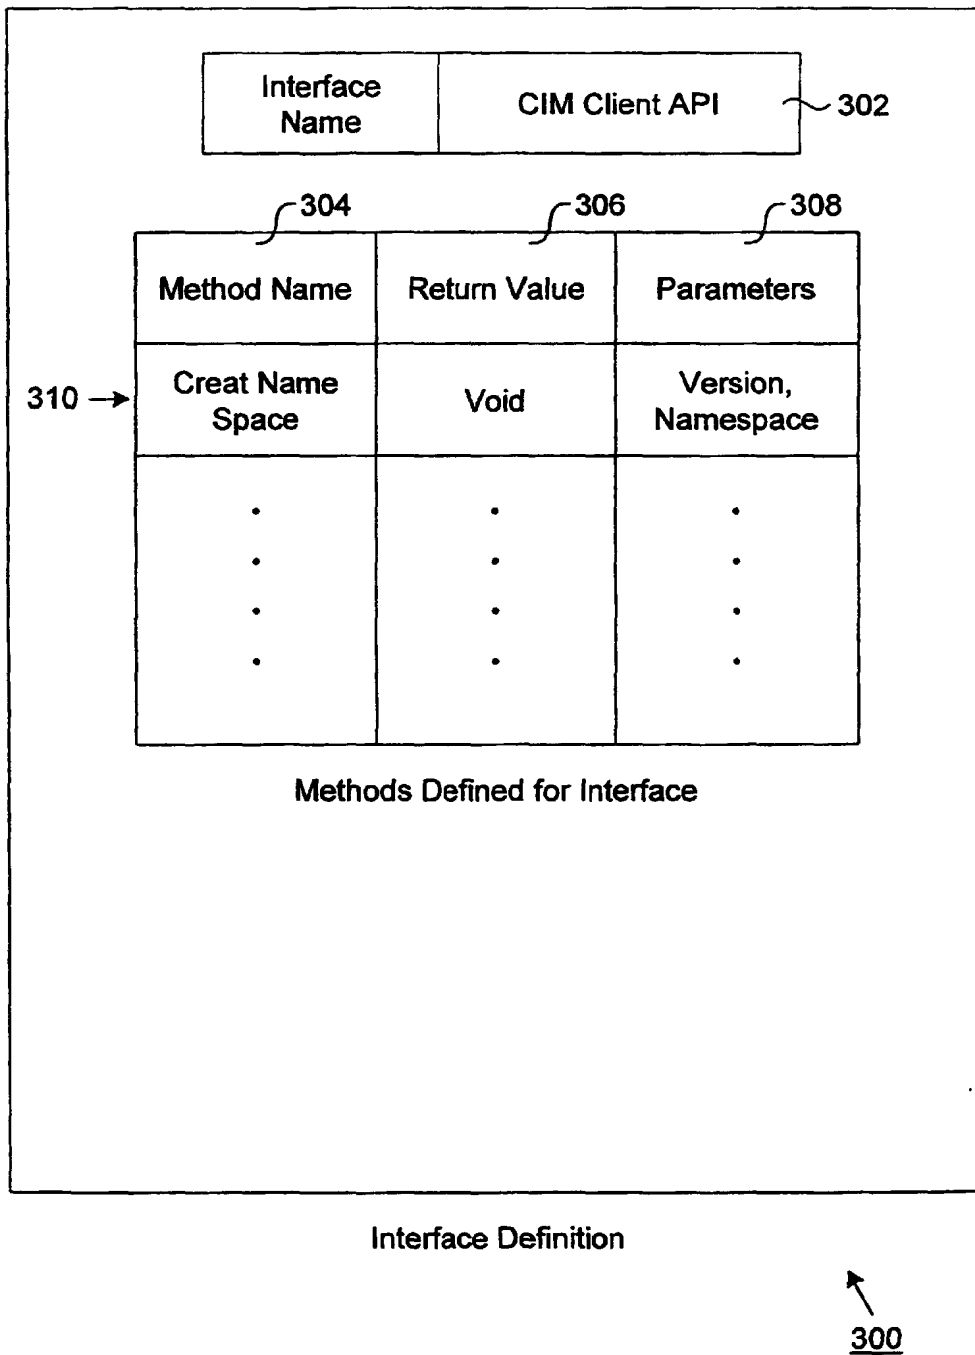 Interface
Name
CIM Client API
302
304
306
308
Method Name
Return Value
Parameters
310
Creat Name
Space
Void
Version,
Namespace
Methods Defined for Interface
Interface Definition
300